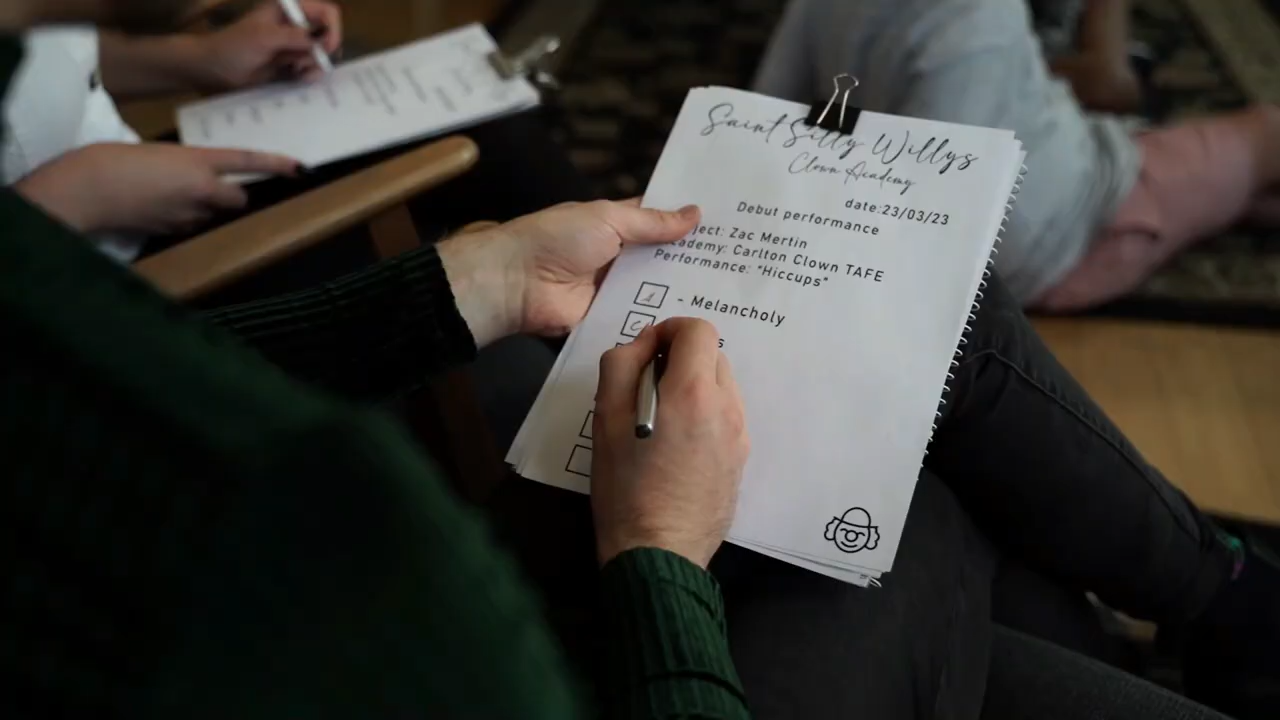 Saint Silly Willys
Clown Academy
date:23/03/23
Debut performance
Zac Mertin
Carlton Clown TAFE
Performance: "Hiccups"
A - Melancholy
C